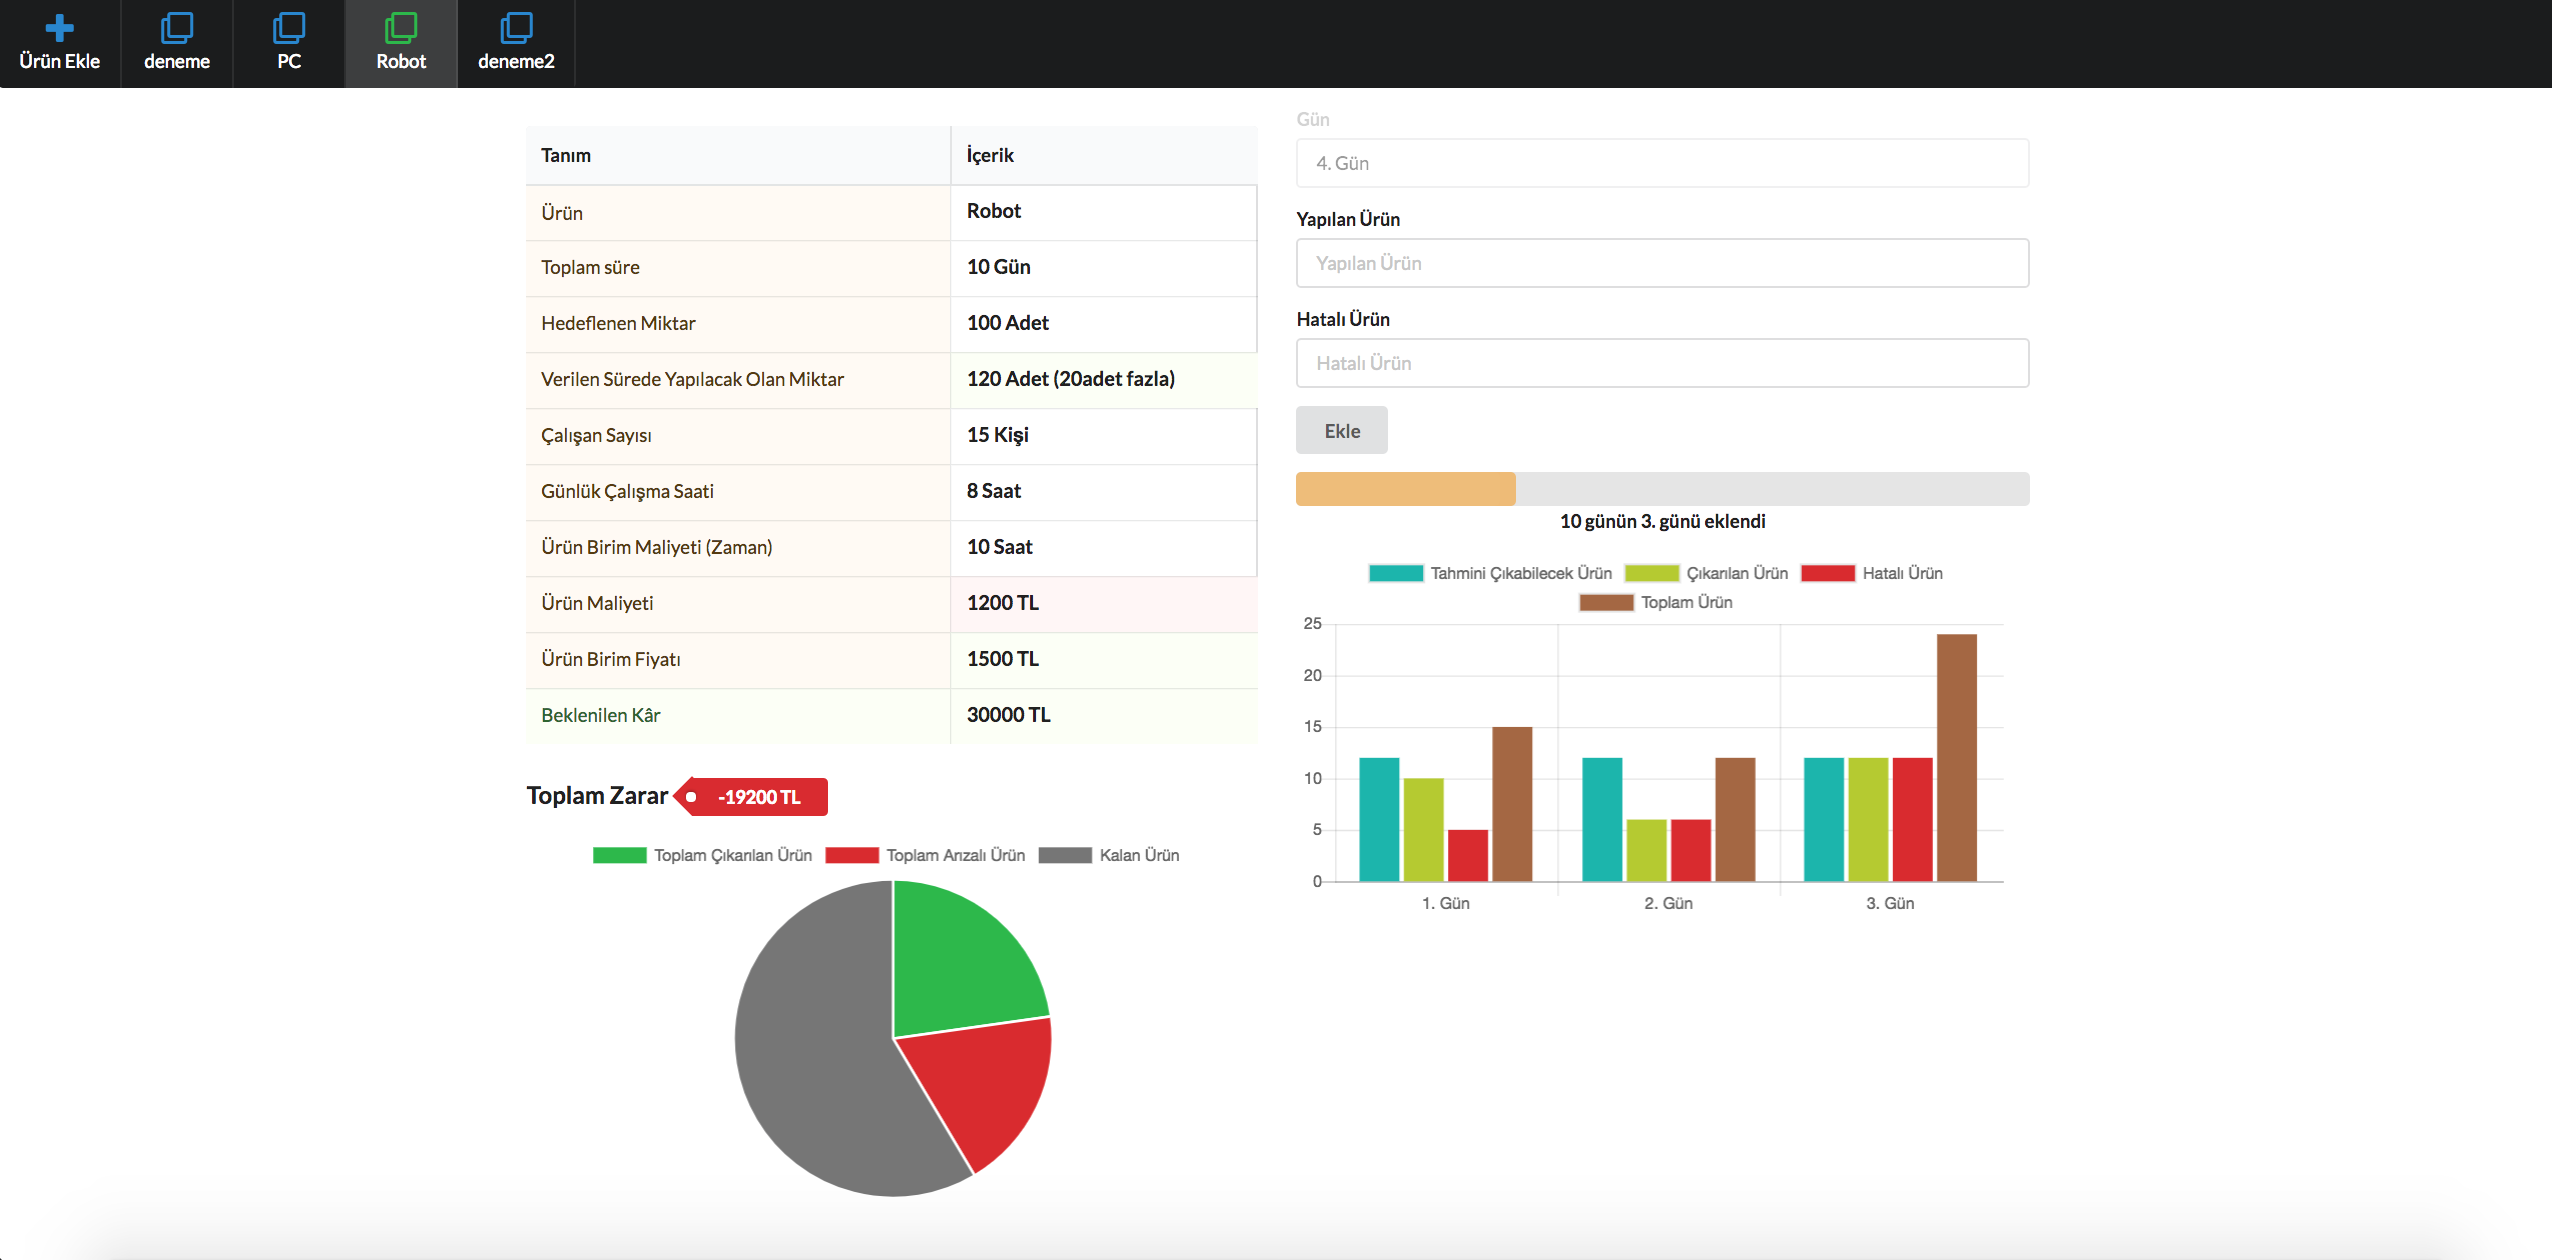 Ürün Ekle
deneme
PC
Robot
deneme2
Tanım İçerik
Ürün Robot
Toplam süre 10 Gün
Hedeflenen Miktar 100 Adet
Verilen Sürede Yapılacak Olan Miktar 120 Adet (20adet fazla)
Çalışan Sayısı 15 Kişi
Günlük Çalışma Saati 8 Saat
Ürün Birim Maliyeti (Zaman) 10 Saat
Ürün Maliyeti 1200 TL
Ürün Birim Fiyatı 1500 TL
Beklenilen Kâr 30000 TL
Toplam Zarar -19200 TL
Toplam Çıkarılan Ürün Toplam Arızalı Ürün Kalan Ürün
Gün
4. Gün
Yapılan Ürün
Yapılan Ürün
Hatalı Ürün
Hatalı Ürün
Ekle
10 günün 3. günü eklendi
Tahmini Çıkabilecek Ürün Çıkarılan Ürün Hatalı Ürün
Toplam Ürün
25
20
15
10
5
0
1. Gün 2. Gün 3. Gün